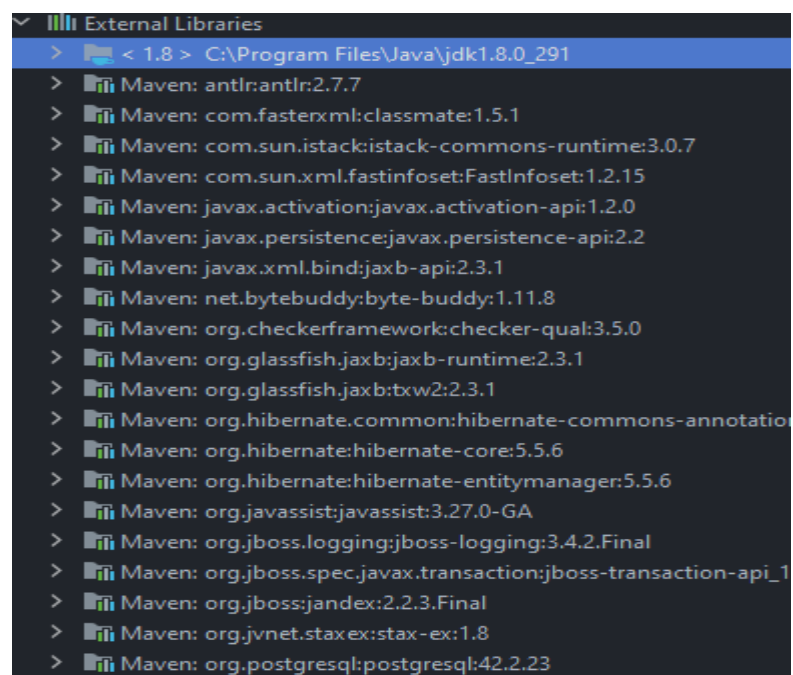 External Libraries
< 1.8 > C:\Program Files\Java\jdk1.8.0_291
Maven: antlr:antlr:2.7.7
Maven: com.fasterxml:classmate:1.5.1
Maven: com.sun.istack:istack-commons-runtime:3.0.7
Maven: com.sun.xml.fastinfoset:FastInfoset:1.2.15
Maven: javax.activation:javax.activation-api:1.2.0
Maven: javax.persistence:javax.persistence-api:2.2
Maven: javax.xml.bind:jaxb-api:2.3.1
Maven: net.bytebuddy:byte-buddy:1.11.8
Maven: org.checkerframework:checker-qual:3.5.0
Maven: org.glassfish.jaxb:jaxb-runtime:2.3.1
Maven: org.glassfish.jaxb:txw2:2.3.1
Maven: org.hibernate.common:hibernate-commons-annotatio
Maven: org.hibernate:hibernate-core:5.5.6
Maven: org.hibernate:hibernate-entitymanager:5.5.6
Maven: org.javassist:javassist:3.27.0-GA
Maven: org.jboss.logging:jboss-logging:3.4.2.Final
Maven: org.jboss.spec.javax.transaction:jboss-transaction-api_1
Maven: org.jboss:jandex:2.2.3.Final
Maven: org.jvnet.staxex:stax-ex:1.8
Maven: org.postgresql:postgresql:42.2.23